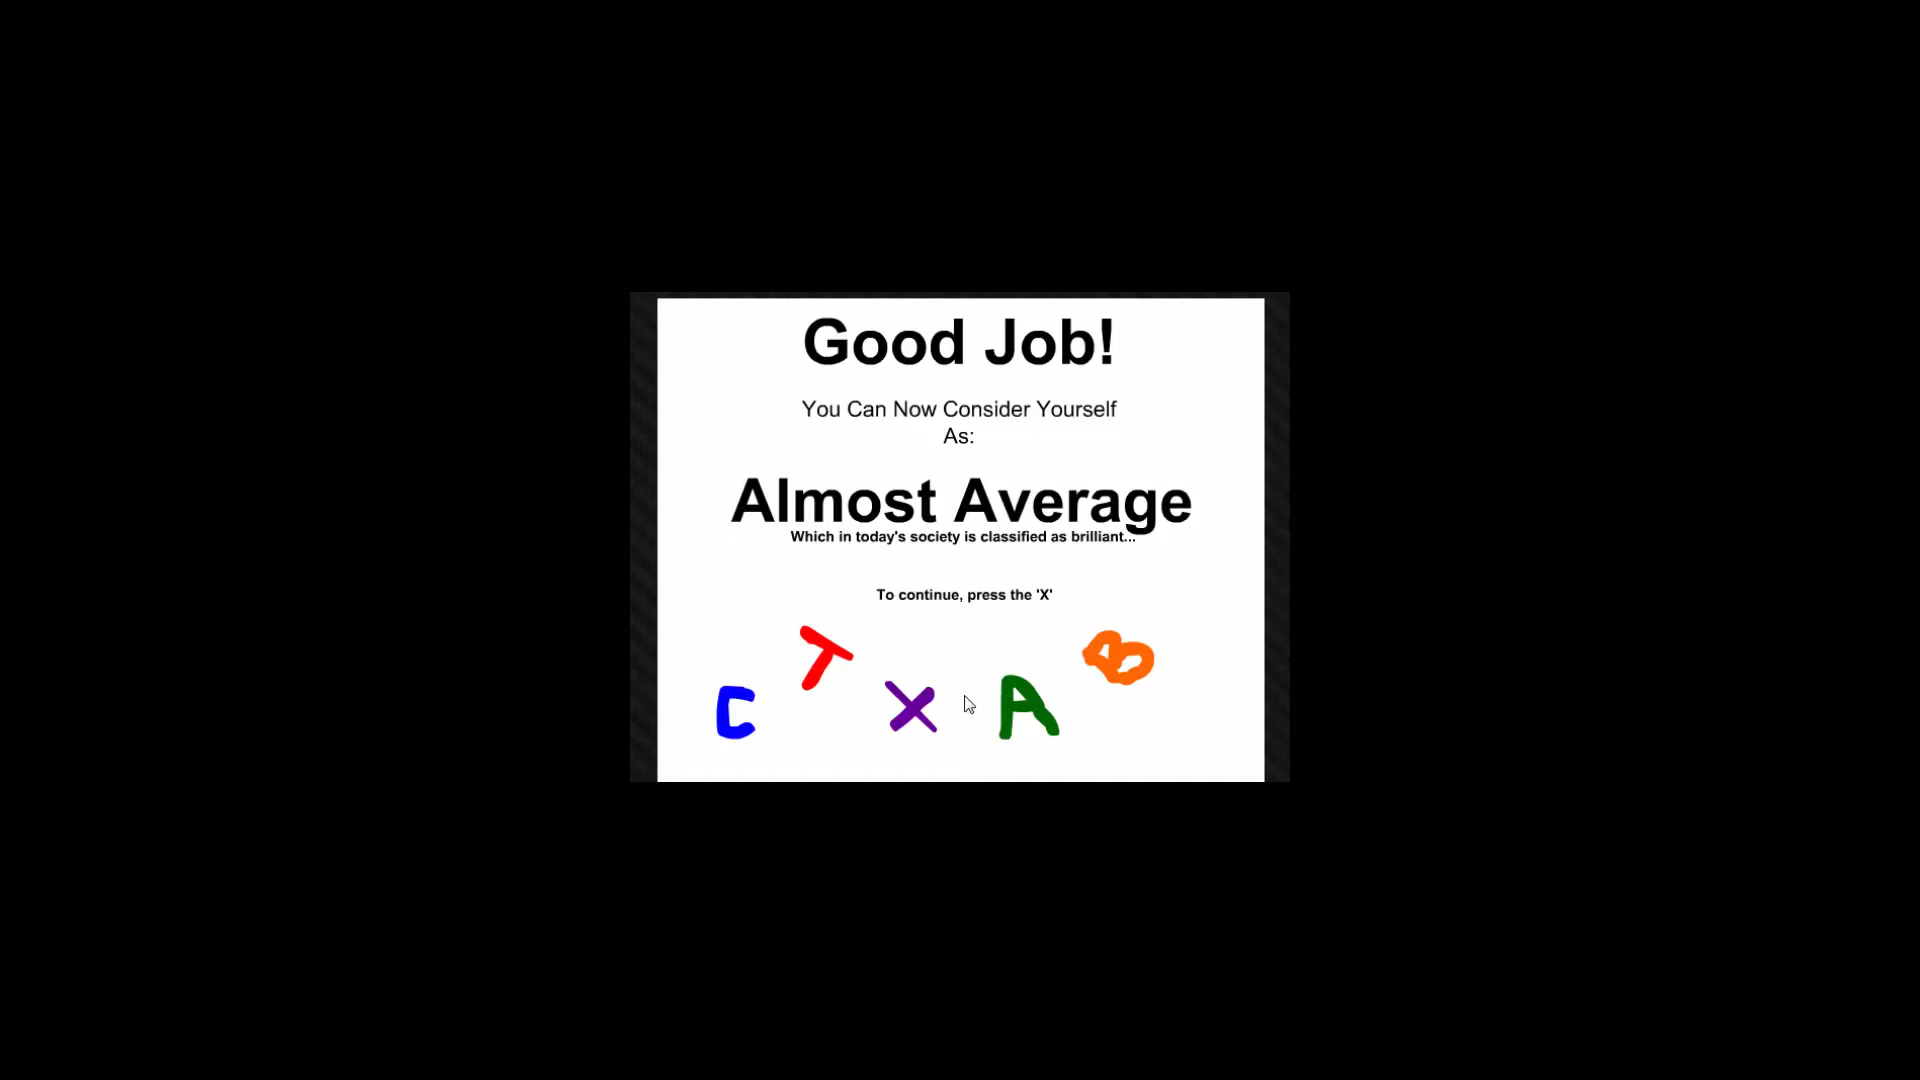 Good Job!
You Can Now Consider Yourself
As:
Almost Average
Which in today's society is classified as brilliant...
To continue, press the 'X'
C T X A B